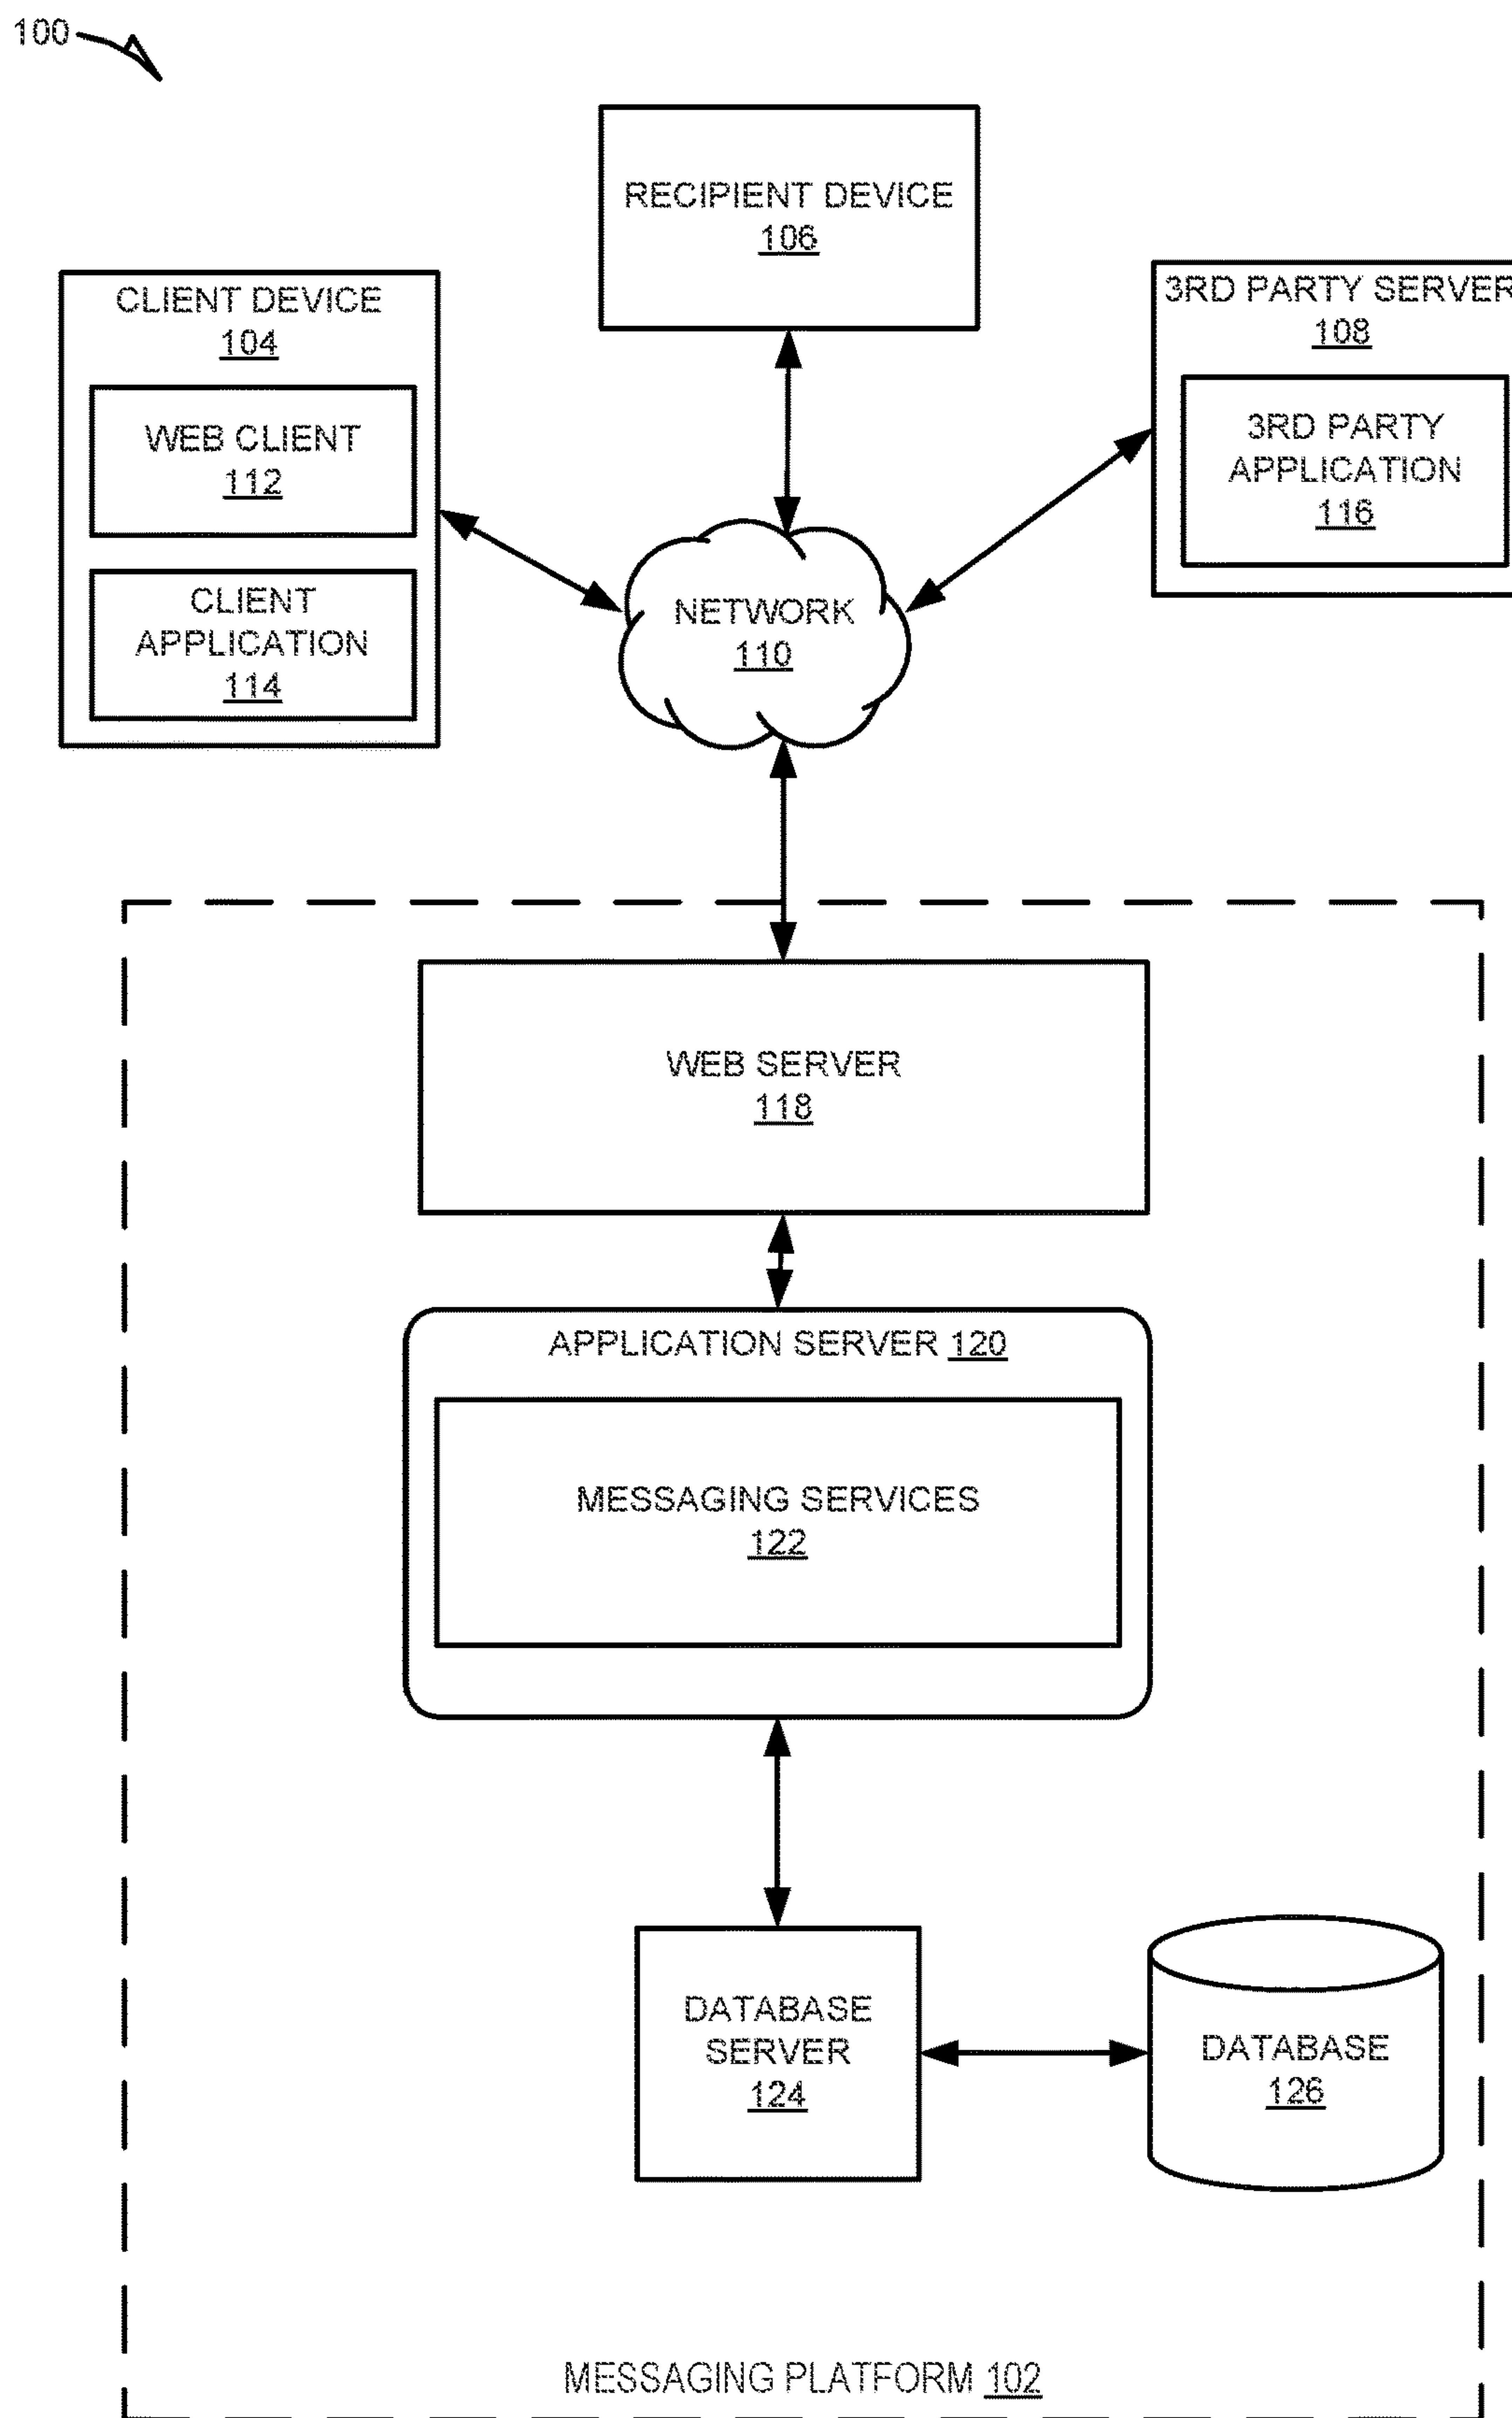 100
RECIPIENT DEVICE
106
CLIENT DEVICE
104
WEB CLIENT
112
CLIENT
APPLICATION
114
3RD PARTY SERVER
108
3RD PARTY
APPLICATION
116
NETWORK
110
WEB SERVER
118
APPLICATION SERVER 120
MESSAGING SERVICES
122
DATABASE
SERVER
124
DATABASE
126
MESSAGING PLATFORM 102